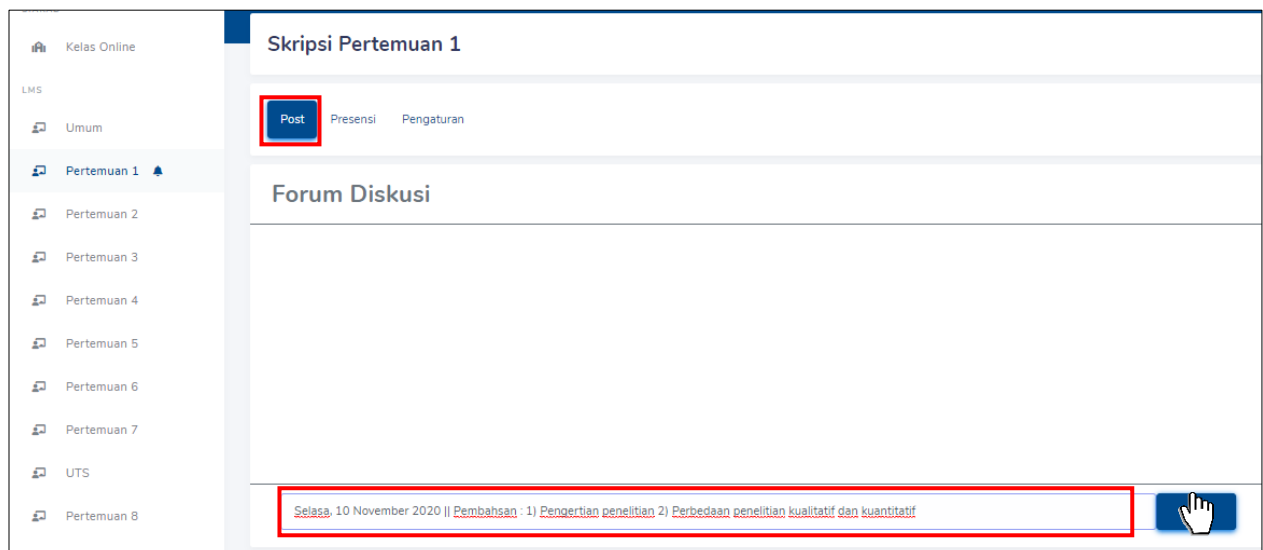 Kelas Online
LMS
Umum
Pertemuan 1
Pertemuan 2
Pertemuan 3
Pertemuan 4
Pertemuan 5
Pertemuan 6
Pertemuan 7
UTS
Pertemuan 8
Skripsi Pertemuan 1
Post Presensi Pengaturan
Forum Diskusi
Selasa, 10 November 2020 || Pembahsan : 1) Pengertian penelitian 2) Perbedaan penelitian kualitatif dan kuantitatif